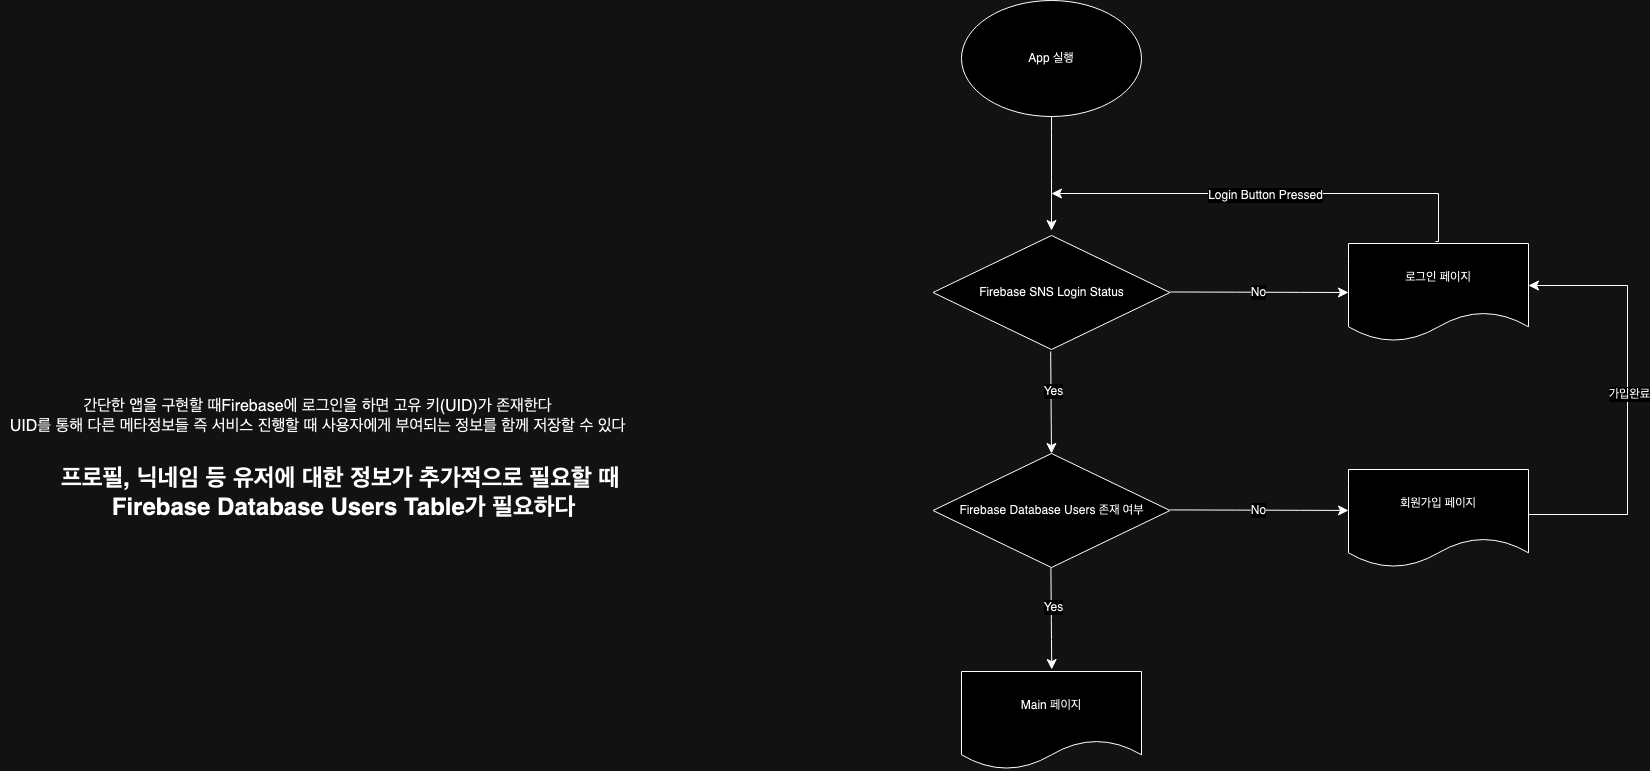 App 실행
Login Button Pressed
로그인 페이지
Firebase SNS Login Status
No
Yes
가입완료
간단한 앱을 구현할 때Firebase에 로그인을 하면 고유 키(UID)가 존재한다
UID를 통해 다른 메타정보들 즉 서비스 진행할 때 사용자에게 부여되는 정보를 함께 저장할 수 있다
프로필, 닉네임 등 유저에 대한 정보가 추가적으로 필요할 때
Firebase Database Users Table가 필요하다
Firebase Database Users 존재 여부
No
회원가입 페이지
Yes
Main 페이지